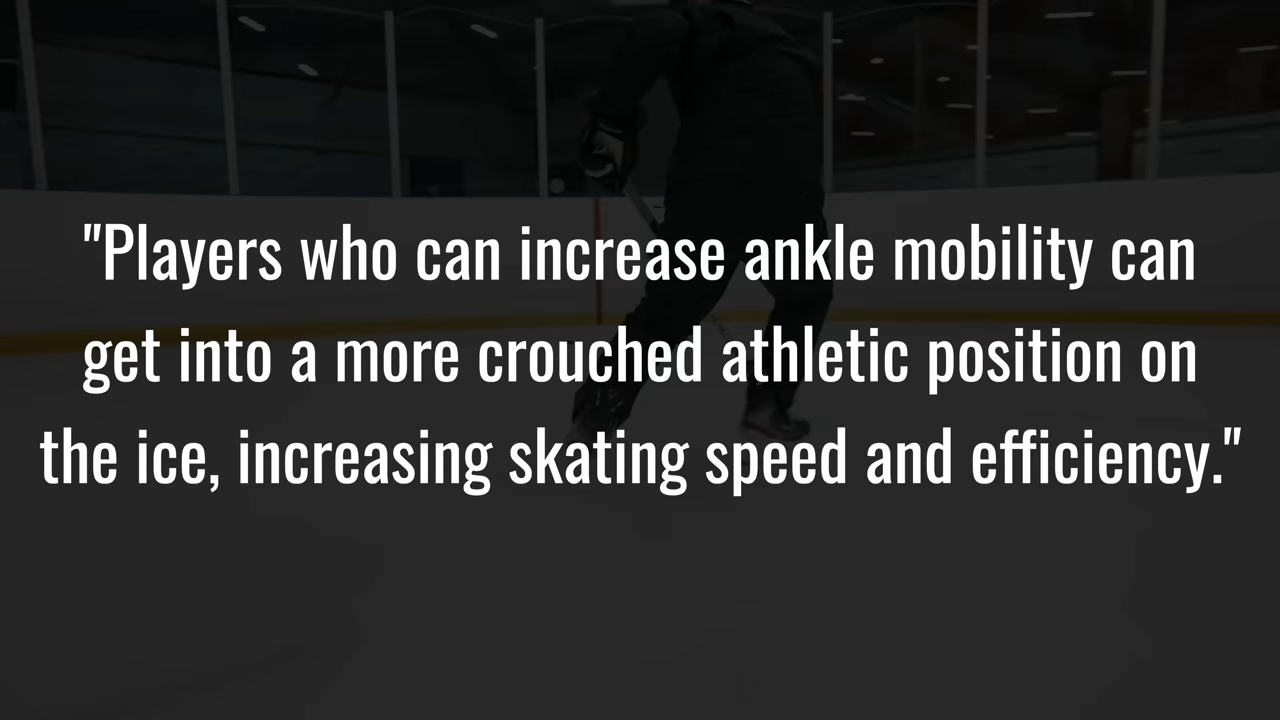 "Players who can increase ankle mobility can
get into a more crouched athletic position on
the ice, increasing skating speed and efficiency."